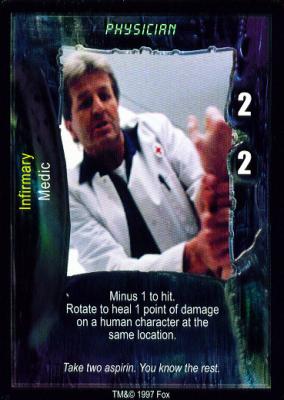 PHYSICIAN
2
2
Infirmary
Medic
Minus 1 to hit.
Rotate to heal 1 point of damage
on a human character at the
same location.
Take two aspirin. You know the rest.
TM&© 1997 Fox